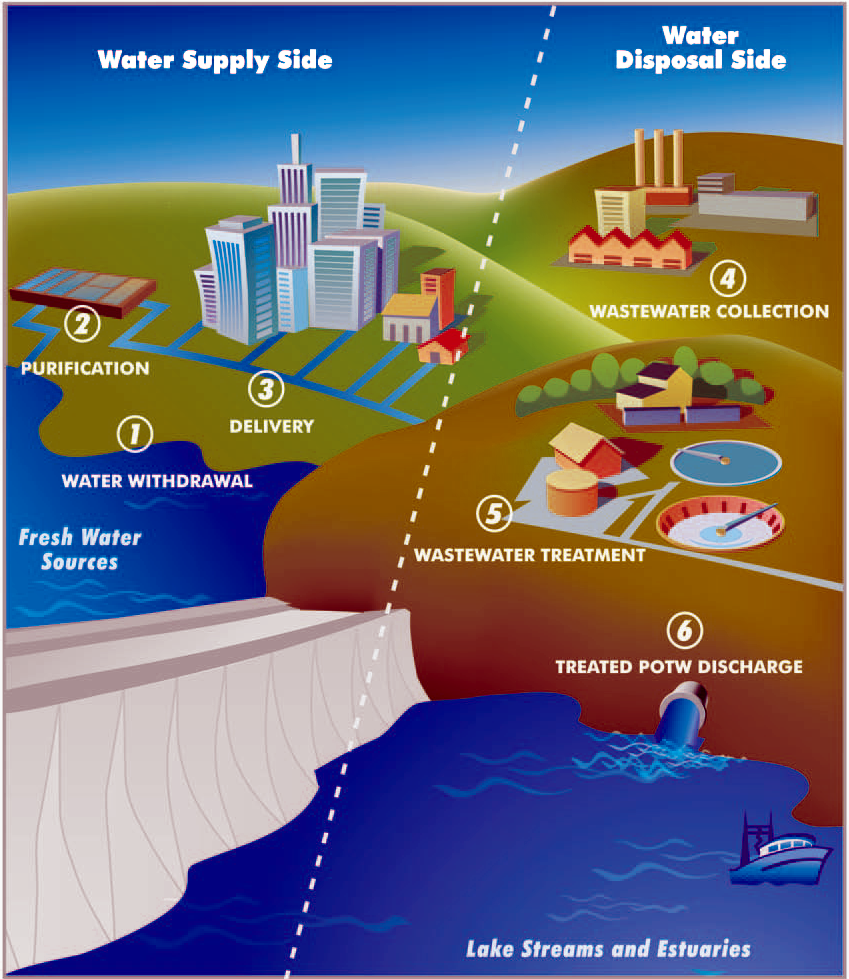 Water Supply Side
Water
Disposal Side
4
WASTEWATER COLLECTION
2
PURIFICATION
3
DELIVERY
1
WATER WITHDRAWAL
Fresh Water
Sources
5
WASTEWATER TREATMENT
6
TREATED POTW DISCHARGE
Lake Streams and Estuaries